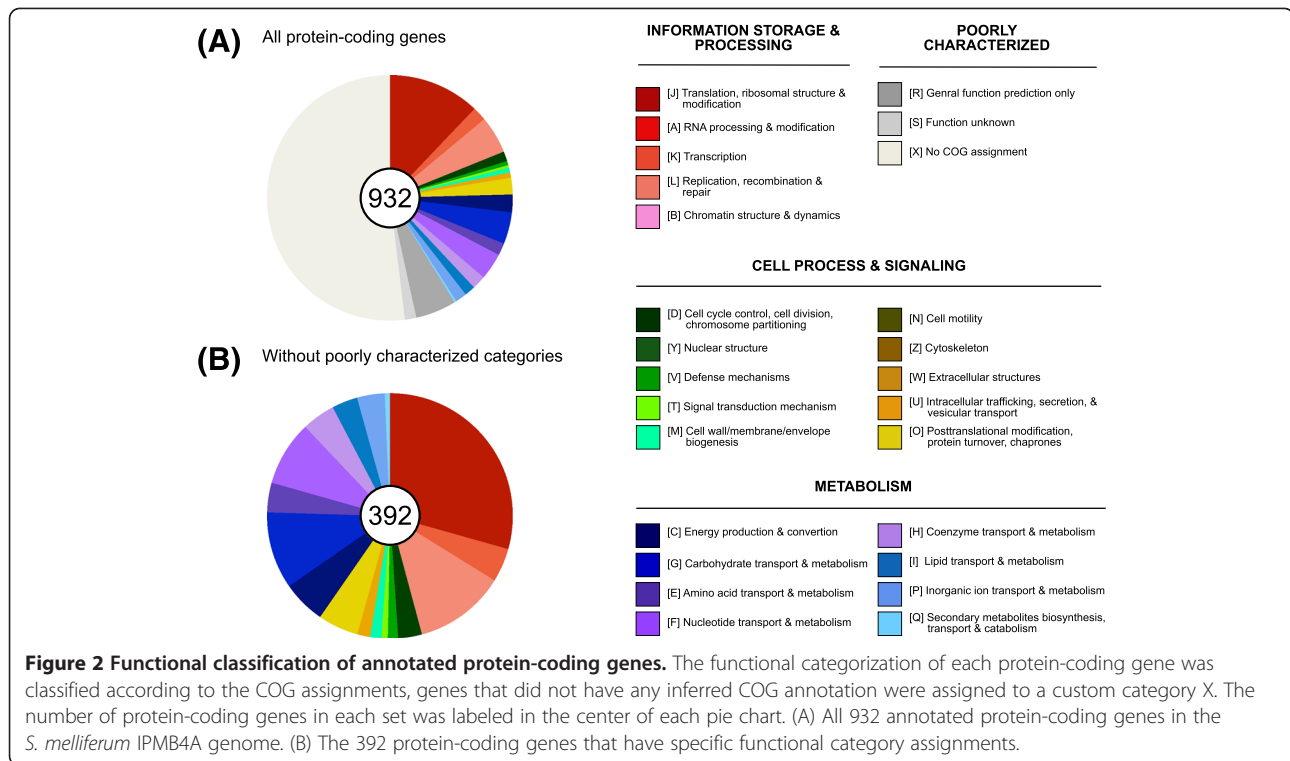 (A) All protein-coding genes
932
(B) Without poorly characterized categories
392
INFORMATION STORAGE &
PROCESSING
[J] Translation, ribosomal structure &
modification
[A] RNA processing & modification
[K] Transcription
[L] Replication, recombination &
repair
[B] Chromatin structure & dynamics
POORLY
CHARACTERIZED
[R] Genral function prediction only
[S] Function unknown
[X] No COG assignment
CELL PROCESS & SIGNALING
[D] Cell cycle control, cell division,
chromosome partitioning
[Y] Nuclear structure
[V] Defense mechanisms
[T] Signal transduction mechanism
[M] Cell wall/membrane/envelope
biogenesis
[N] Cell motility
[Z] Cytoskeleton
[W] Extracellular structures
[U] Intracellular trafficking, secretion, &
vesicular transport
[O] Posttranslational modification,
protein turnover, chaprones
METABOLISM
[C] Energy production & convertion
[G] Carbohydrate transport & metabolism
[E] Amino acid transport & metabolism
[F] Nucleotide transport & metabolism
[H] Coenzyme transport & metabolism
[I] Lipid transport & metabolism
[P] Inorganic ion transport & metabolism
[Q] Secondary metabolites biosynthesis,
transport & catabolism
Figure 2 Functional classification of annotated protein-coding genes. The functional categorization of each protein-coding gene was
classified according to the COG assignments, genes that did not have any inferred COG annotation were assigned to a custom category X. The
number of protein-coding genes in each set was labeled in the center of each pie chart. (A) All 932 annotated protein-coding genes in the
S. melliferum IPMB4A genome. (B) The 392 protein-coding genes that have specific functional category assignments.